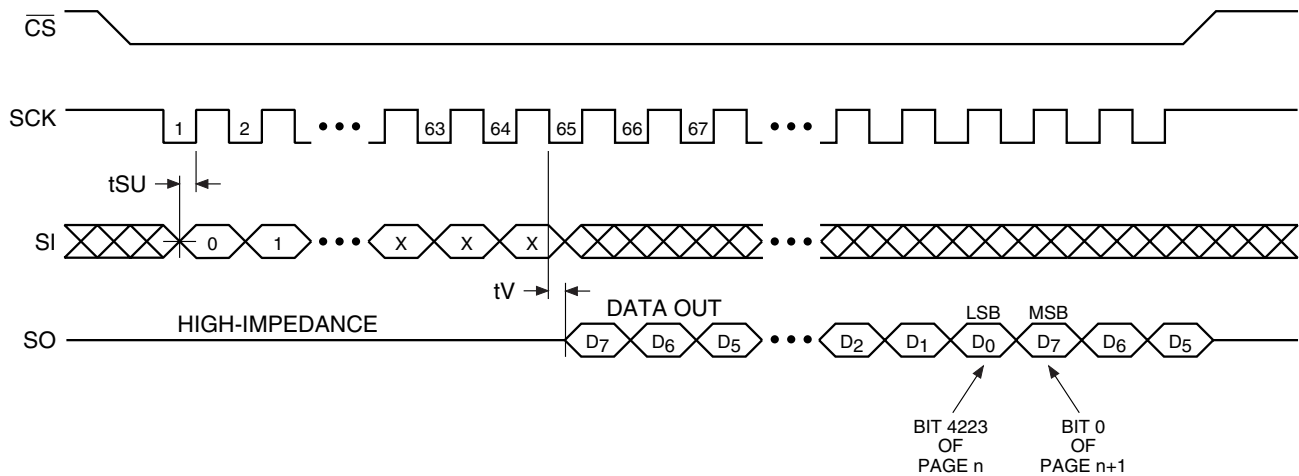 CS
SCK 1 2 63 64 65 66 67
tSU
SI 0 1 X X X
tV
SO HIGH-IMPEDANCE DATA OUT LSB MSB
D7 D6 D5 D2 D1 D0 D7 D6 D5
BIT 4223
OF
PAGE n
BIT 0
OF
PAGE n+1